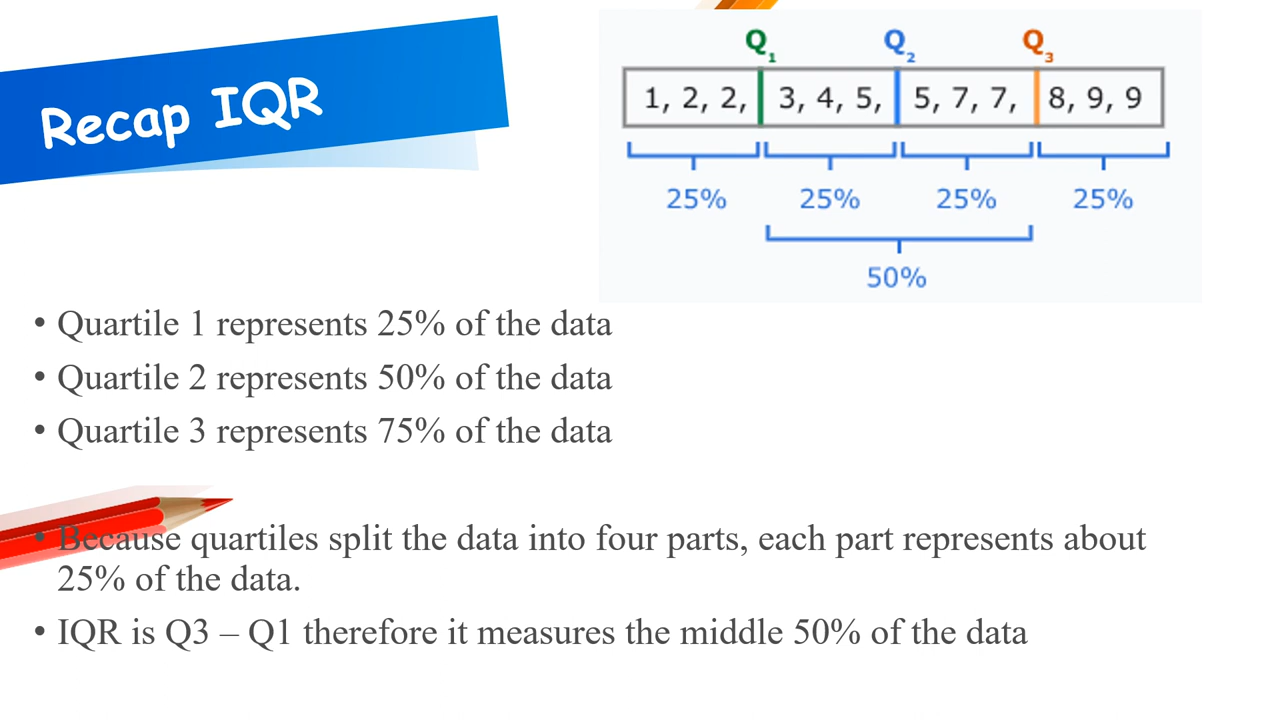 Recap IQR
Q1 Q2 Q3
1, 2, 2, 3, 4, 5, 5, 7, 7, 8, 9, 9
25% 25% 25% 25%
50%
• Quartile 1 represents 25% of the data
• Quartile 2 represents 50% of the data
• Quartile 3 represents 75% of the data
• Because quartiles split the data into four parts, each part represents about
25% of the data.
• IQR is Q3 – Q1 therefore it measures the middle 50% of the data